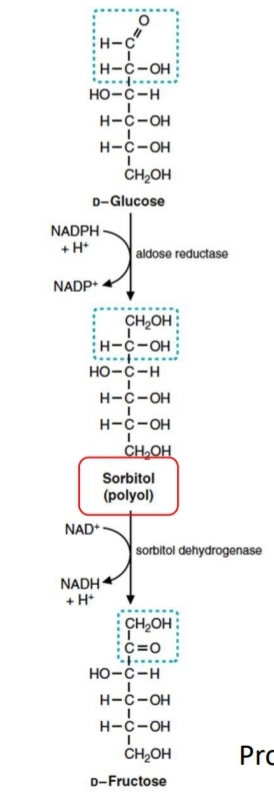 O
H–C
H–C–OH
HO–C–H
H–C–OH
H–C–OH
CH₂OH
D–Glucose
NADPH
+ H⁺
aldose reductase
NADP⁺
CH₂OH
H–C–OH
HO–C–H
H–C–OH
H–C–OH
CH₂OH
Sorbitol
(polyol)
NAD⁺
sorbitol dehydrogenase
NADH
+ H⁺
CH₂OH
C=O
HO–C–H
H–C–OH
H–C–OH
CH₂OH
Pro
D–Fructose